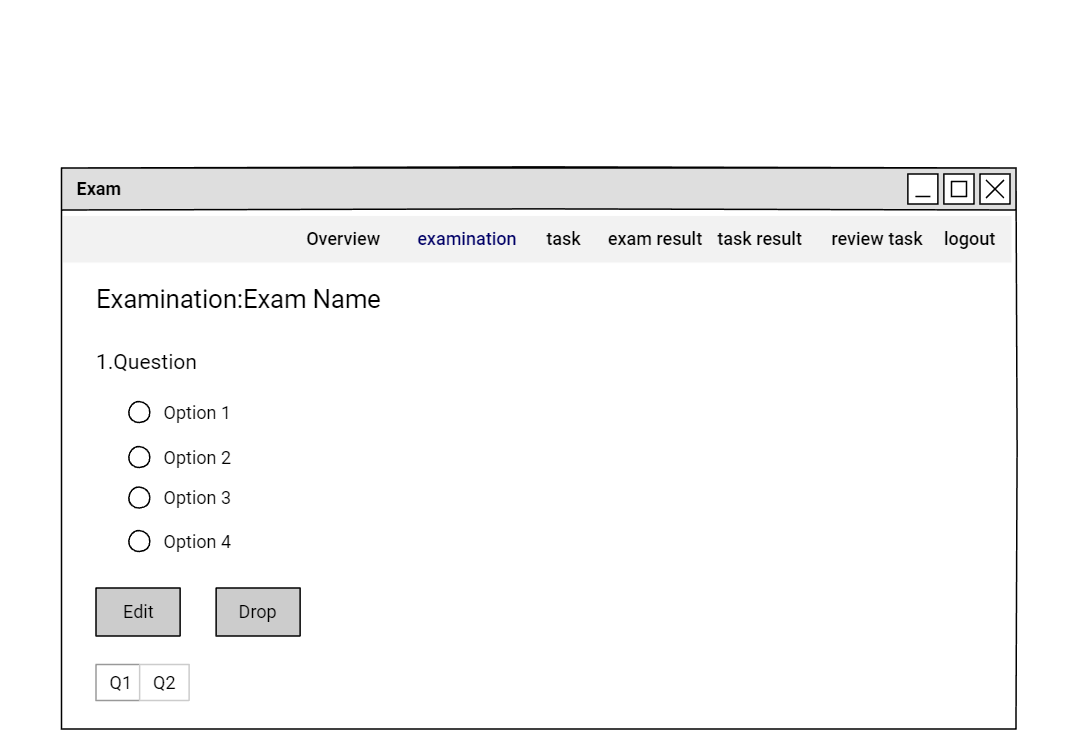 Exam
Overview examination task exam result task result review task logout
Examination:Exam Name
1.Question
Option 1
Option 2
Option 3
Option 4
Edit Drop
Q1 Q2